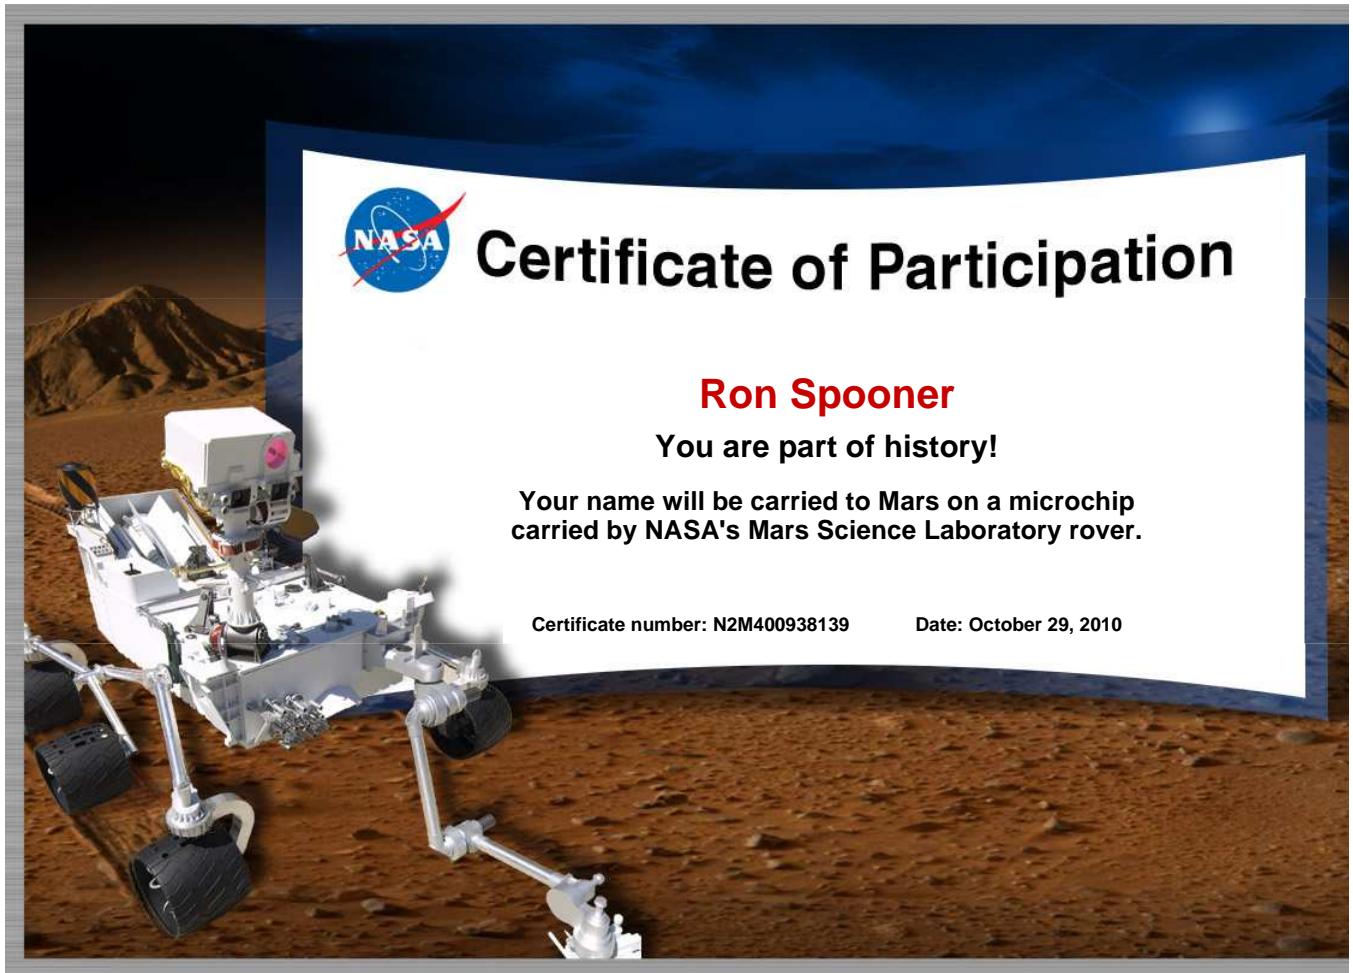 NASA
Certificate of Participation
Ron Spooner
You are part of history!
Your name will be carried to Mars on a microchip
carried by NASA's Mars Science Laboratory rover.
Certificate number: N2M400938139 Date: October 29, 2010